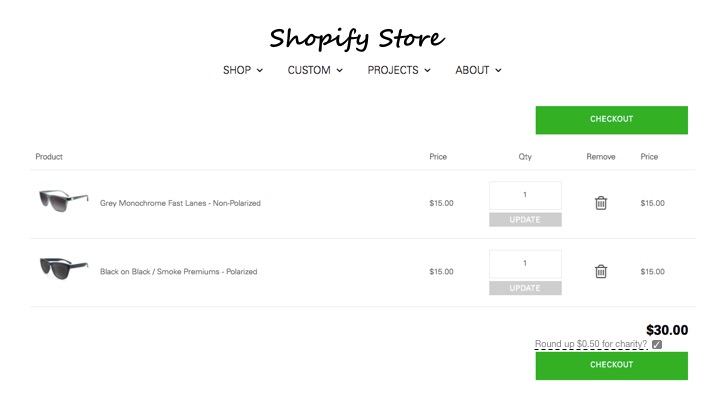 Shopify Store
SHOP CUSTOM PROJECTS ABOUT
CHECKOUT
Product Price Qty Remove Price
Grey Monochrome Fast Lanes - Non-Polarized $15.00 1 $15.00
UPDATE
Black on Black / Smoke Premiums - Polarized $15.00 1 $15.00
UPDATE
$30.00
Round up $0.50 for charity?
CHECKOUT